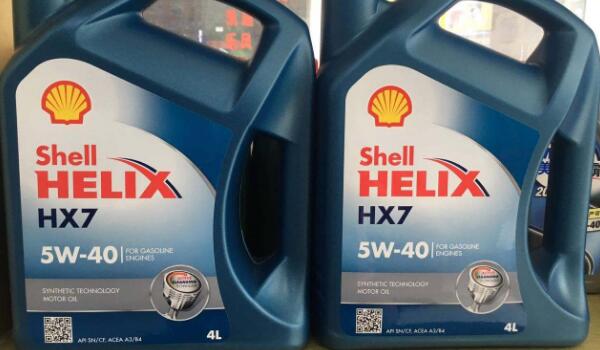 Shell
HELIX
HX7
5W-40
FOR GASOLINE
ENGINES
SYNTHETIC TECHNOLOGY
MOTOR OIL
API SN/CF, ACEA A3/B4
4L
Shell
HELIX
HX7
5W-40
FOR GASOLINE
ENGINES
SYNTHETIC TECHNOLOGY
MOTOR OIL
API SN/CF, ACEA A3/B4
4L